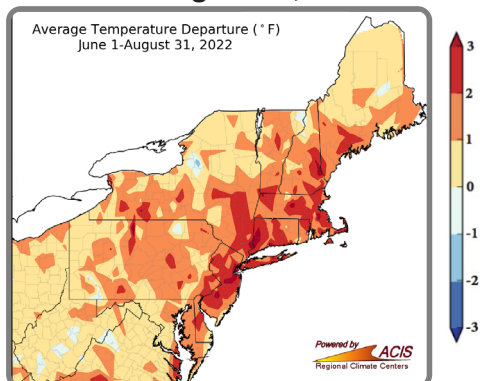 Average Temperature Departure (°F)
June 1-August 31, 2022
3
2
1
0
-1
-2
-3
Powered by ACIS
Regional Climate Centers